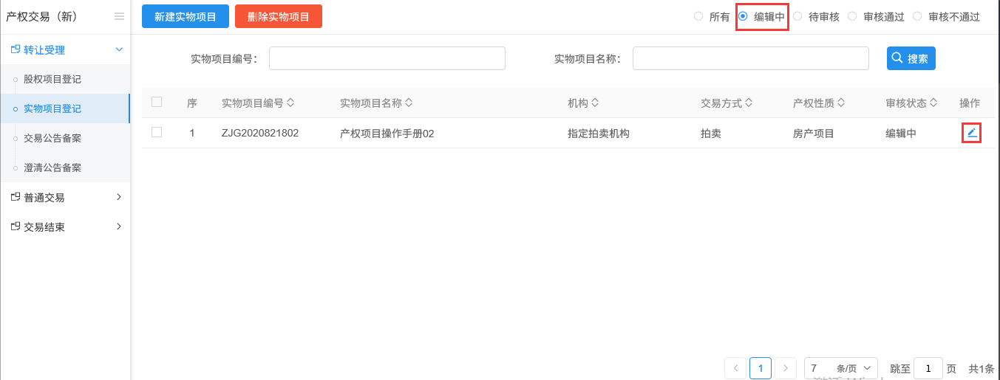 产权交易（新）
新建实物项目 删除实物项目 所有 编辑中 待审核 审核通过 审核不通过
转让受理
实物项目编号： 实物项目名称： 搜索
股权项目登记
序 实物项目编号 实物项目名称 机构 交易方式 产权性质 审核状态 操作
实物项目登记
1 ZJG2020821802 产权项目操作手册02 指定拍卖机构 拍卖 房产项目 编辑中
交易公告备案
澄清公告备案
普通交易
交易结束
1 7 条/页 跳至 1 页 共1条